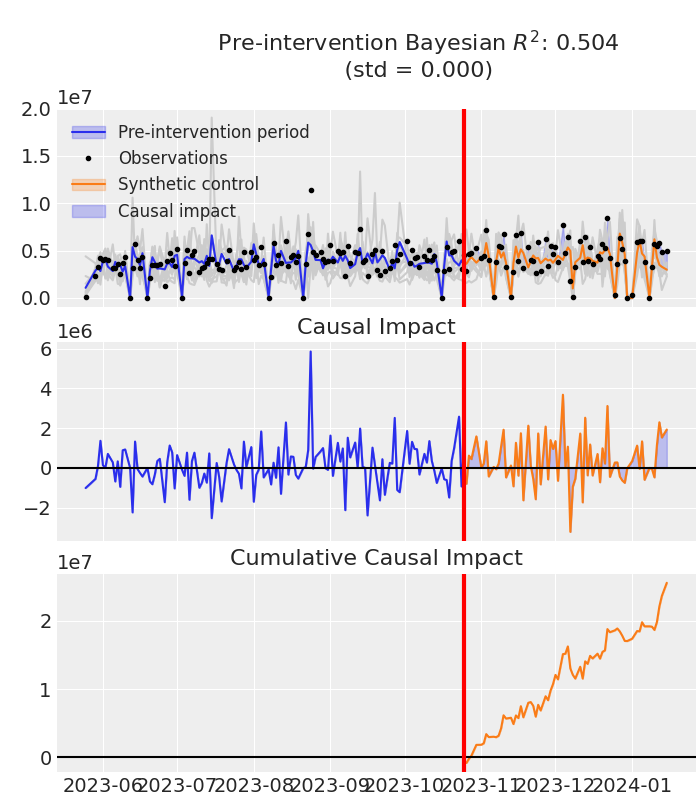 Pre-intervention Bayesian R²: 0.504
(std = 0.000)
1e7
2.0
1.5
1.0
0.5
0.0
Pre-intervention period
Observations
Synthetic control
Causal impact
Causal Impact
1e6
6
4
2
0
−2
Cumulative Causal Impact
1e7
2
1
0
2023-06 2023-07 2023-08 2023-09 2023-10 2023-11 2023-12 2024-01